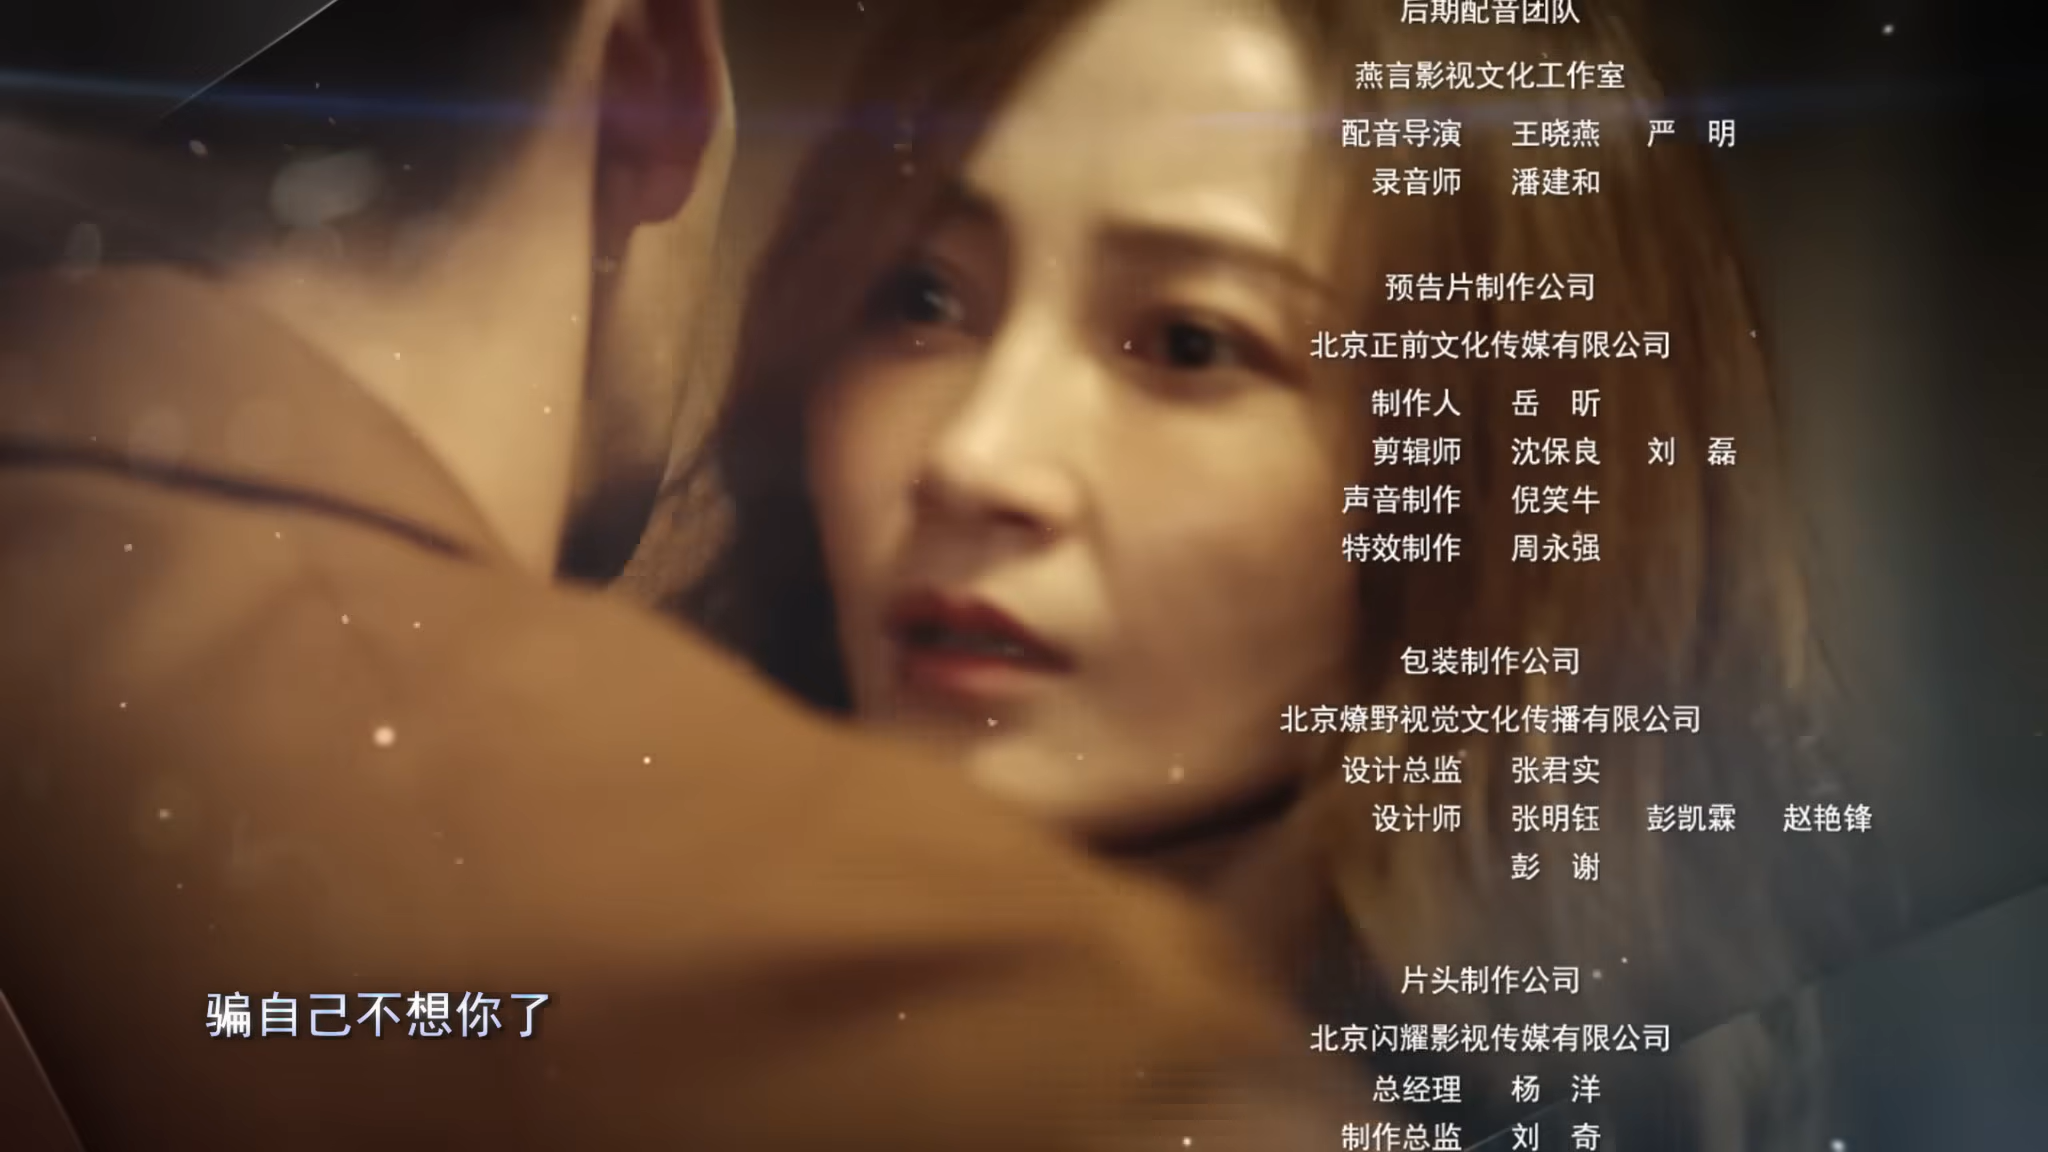 后期配音团队
燕言影视文化工作室
配音导演 王晓燕 严 明
录音师 潘建和
预告片制作公司
北京正前文化传媒有限公司
制作人 岳 昕
剪辑师 沈保良 刘 磊
声音制作 倪笑牛
特效制作 周永强
包装制作公司
北京燎野视觉文化传播有限公司
设计总监 张君实
设计师 张明钰 彭凯霖 赵艳锋
彭 谢
片头制作公司
北京闪耀影视传媒有限公司
总经理 杨 洋
制作总监 刘 奇
骗自己不想你了